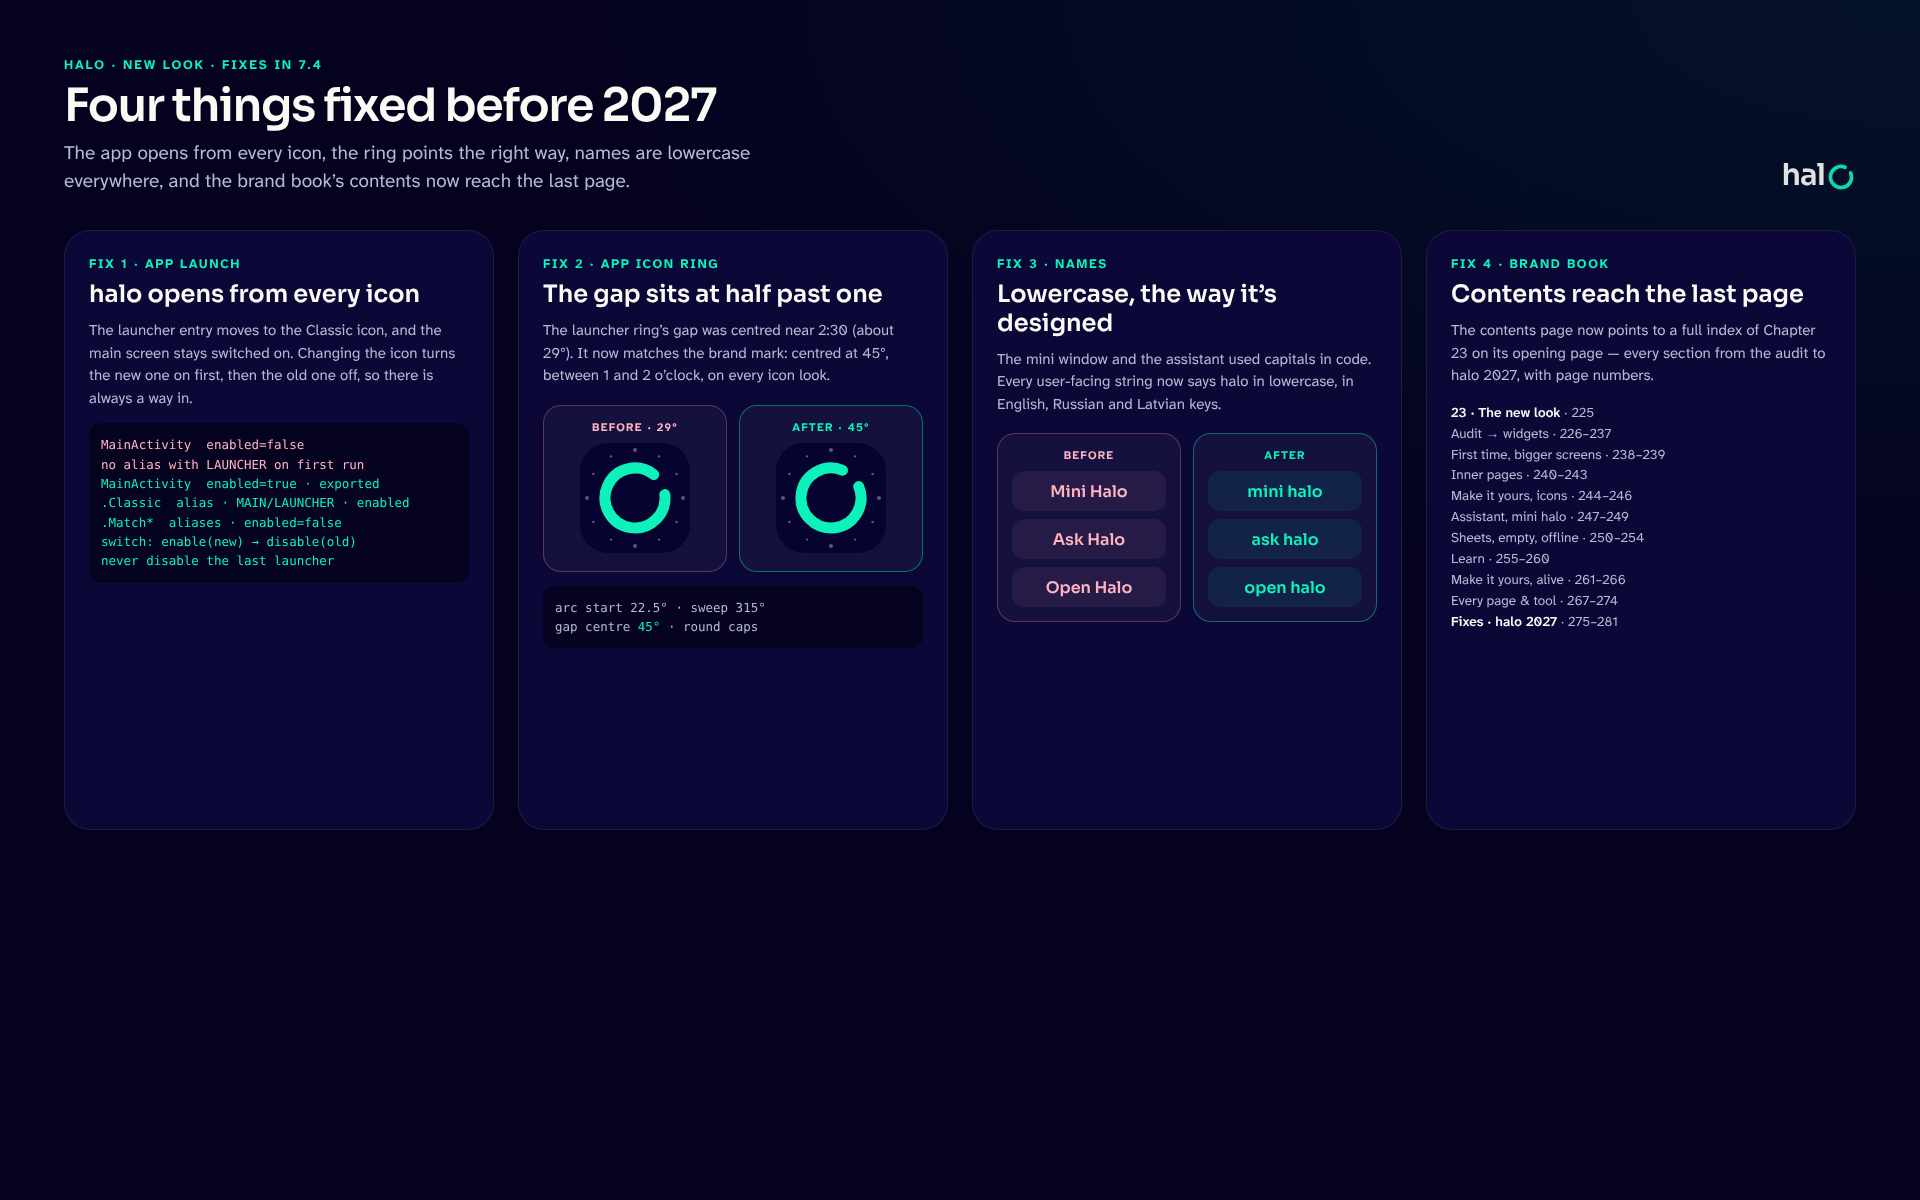 HALO · NEW LOOK · FIXES IN 7.4
Four things fixed before 2027
The app opens from every icon, the ring points the right way, names are lowercase
everywhere, and the brand book’s contents now reach the last page.
halo
FIX 1 · APP LAUNCH
halo opens from every icon
The launcher entry moves to the Classic icon, and the
main screen stays switched on. Changing the icon turns
the new one on first, then the old one off, so there is
always a way in.
MainActivity  enabled=false
no alias with LAUNCHER on first run
MainActivity  enabled=true · exported
.Classic  alias · MAIN/LAUNCHER · enabled
.Match*  aliases · enabled=false
switch: enable(new) → disable(old)
never disable the last launcher
FIX 2 · APP ICON RING
The gap sits at half past one
The launcher ring’s gap was centred near 2:30 (about
29°). It now matches the brand mark: centred at 45°,
between 1 and 2 o’clock, on every icon look.
BEFORE · 29°
AFTER · 45°
arc start 22.5° · sweep 315°
gap centre 45° · round caps
FIX 3 · NAMES
Lowercase, the way it’s
designed
The mini window and the assistant used capitals in code.
Every user-facing string now says halo in lowercase, in
English, Russian and Latvian keys.
BEFORE
Mini Halo
Ask Halo
Open Halo
AFTER
mini halo
ask halo
open halo
FIX 4 · BRAND BOOK
Contents reach the last page
The contents page now points to a full index of Chapter
23 on its opening page — every section from the audit to
halo 2027, with page numbers.
23 · The new look · 225
Audit → widgets · 226–237
First time, bigger screens · 238–239
Inner pages · 240–243
Make it yours, icons · 244–246
Assistant, mini halo · 247–249
Sheets, empty, offline · 250–254
Learn · 255–260
Make it yours, alive · 261–266
Every page & tool · 267–274
Fixes · halo 2027 · 275–281